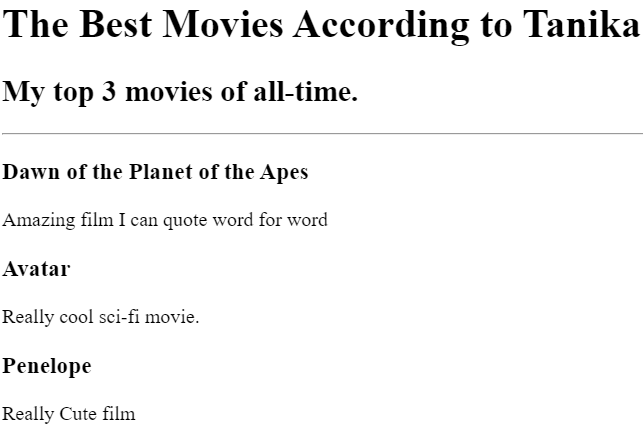 The Best Movies According to Tanika
My top 3 movies of all-time.
Dawn of the Planet of the Apes
Amazing film I can quote word for word
Avatar
Really cool sci-fi movie.
Penelope
Really Cute film